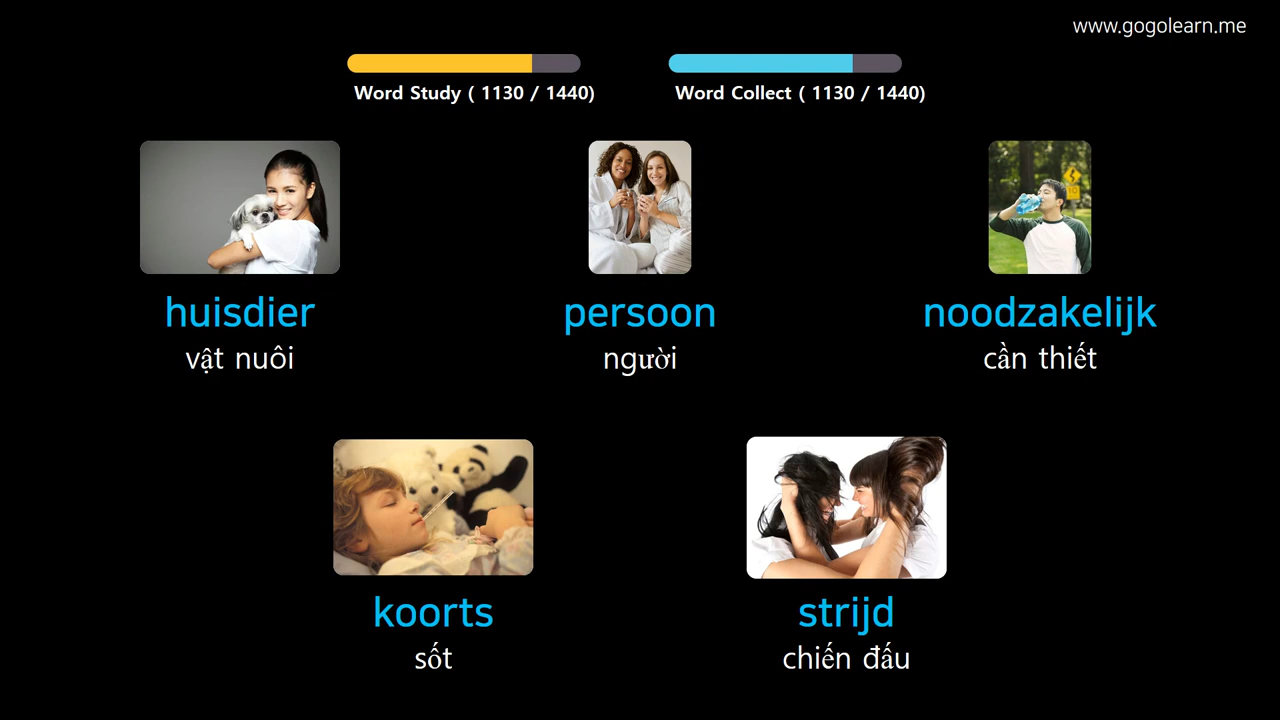 www.gogolearn.me
Word Study ( 1130 / 1440)
Word Collect ( 1130 / 1440)
huisdier
vật nuôi
persoon
người
noodzakelijk
cần thiết
koorts
sốt
strijd
chiến đấu